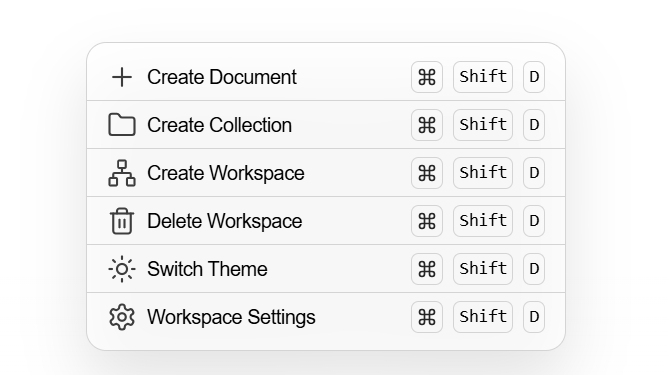 Create Document ⌘ Shift D
Create Collection ⌘ Shift D
Create Workspace ⌘ Shift D
Delete Workspace ⌘ Shift D
Switch Theme ⌘ Shift D
Workspace Settings ⌘ Shift D